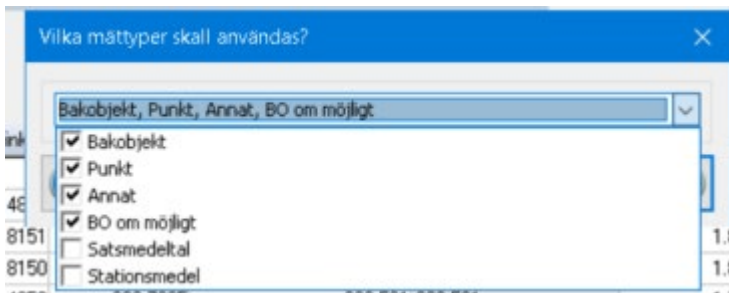 Vilka mättyper skall användas?
Bakobjekt, Punkt, Annat, BO om möjligt
Bakobjekt
Punkt
Annat
48
BO om möjligt
8151
Satsmedeltal
8150
Stationsmedel